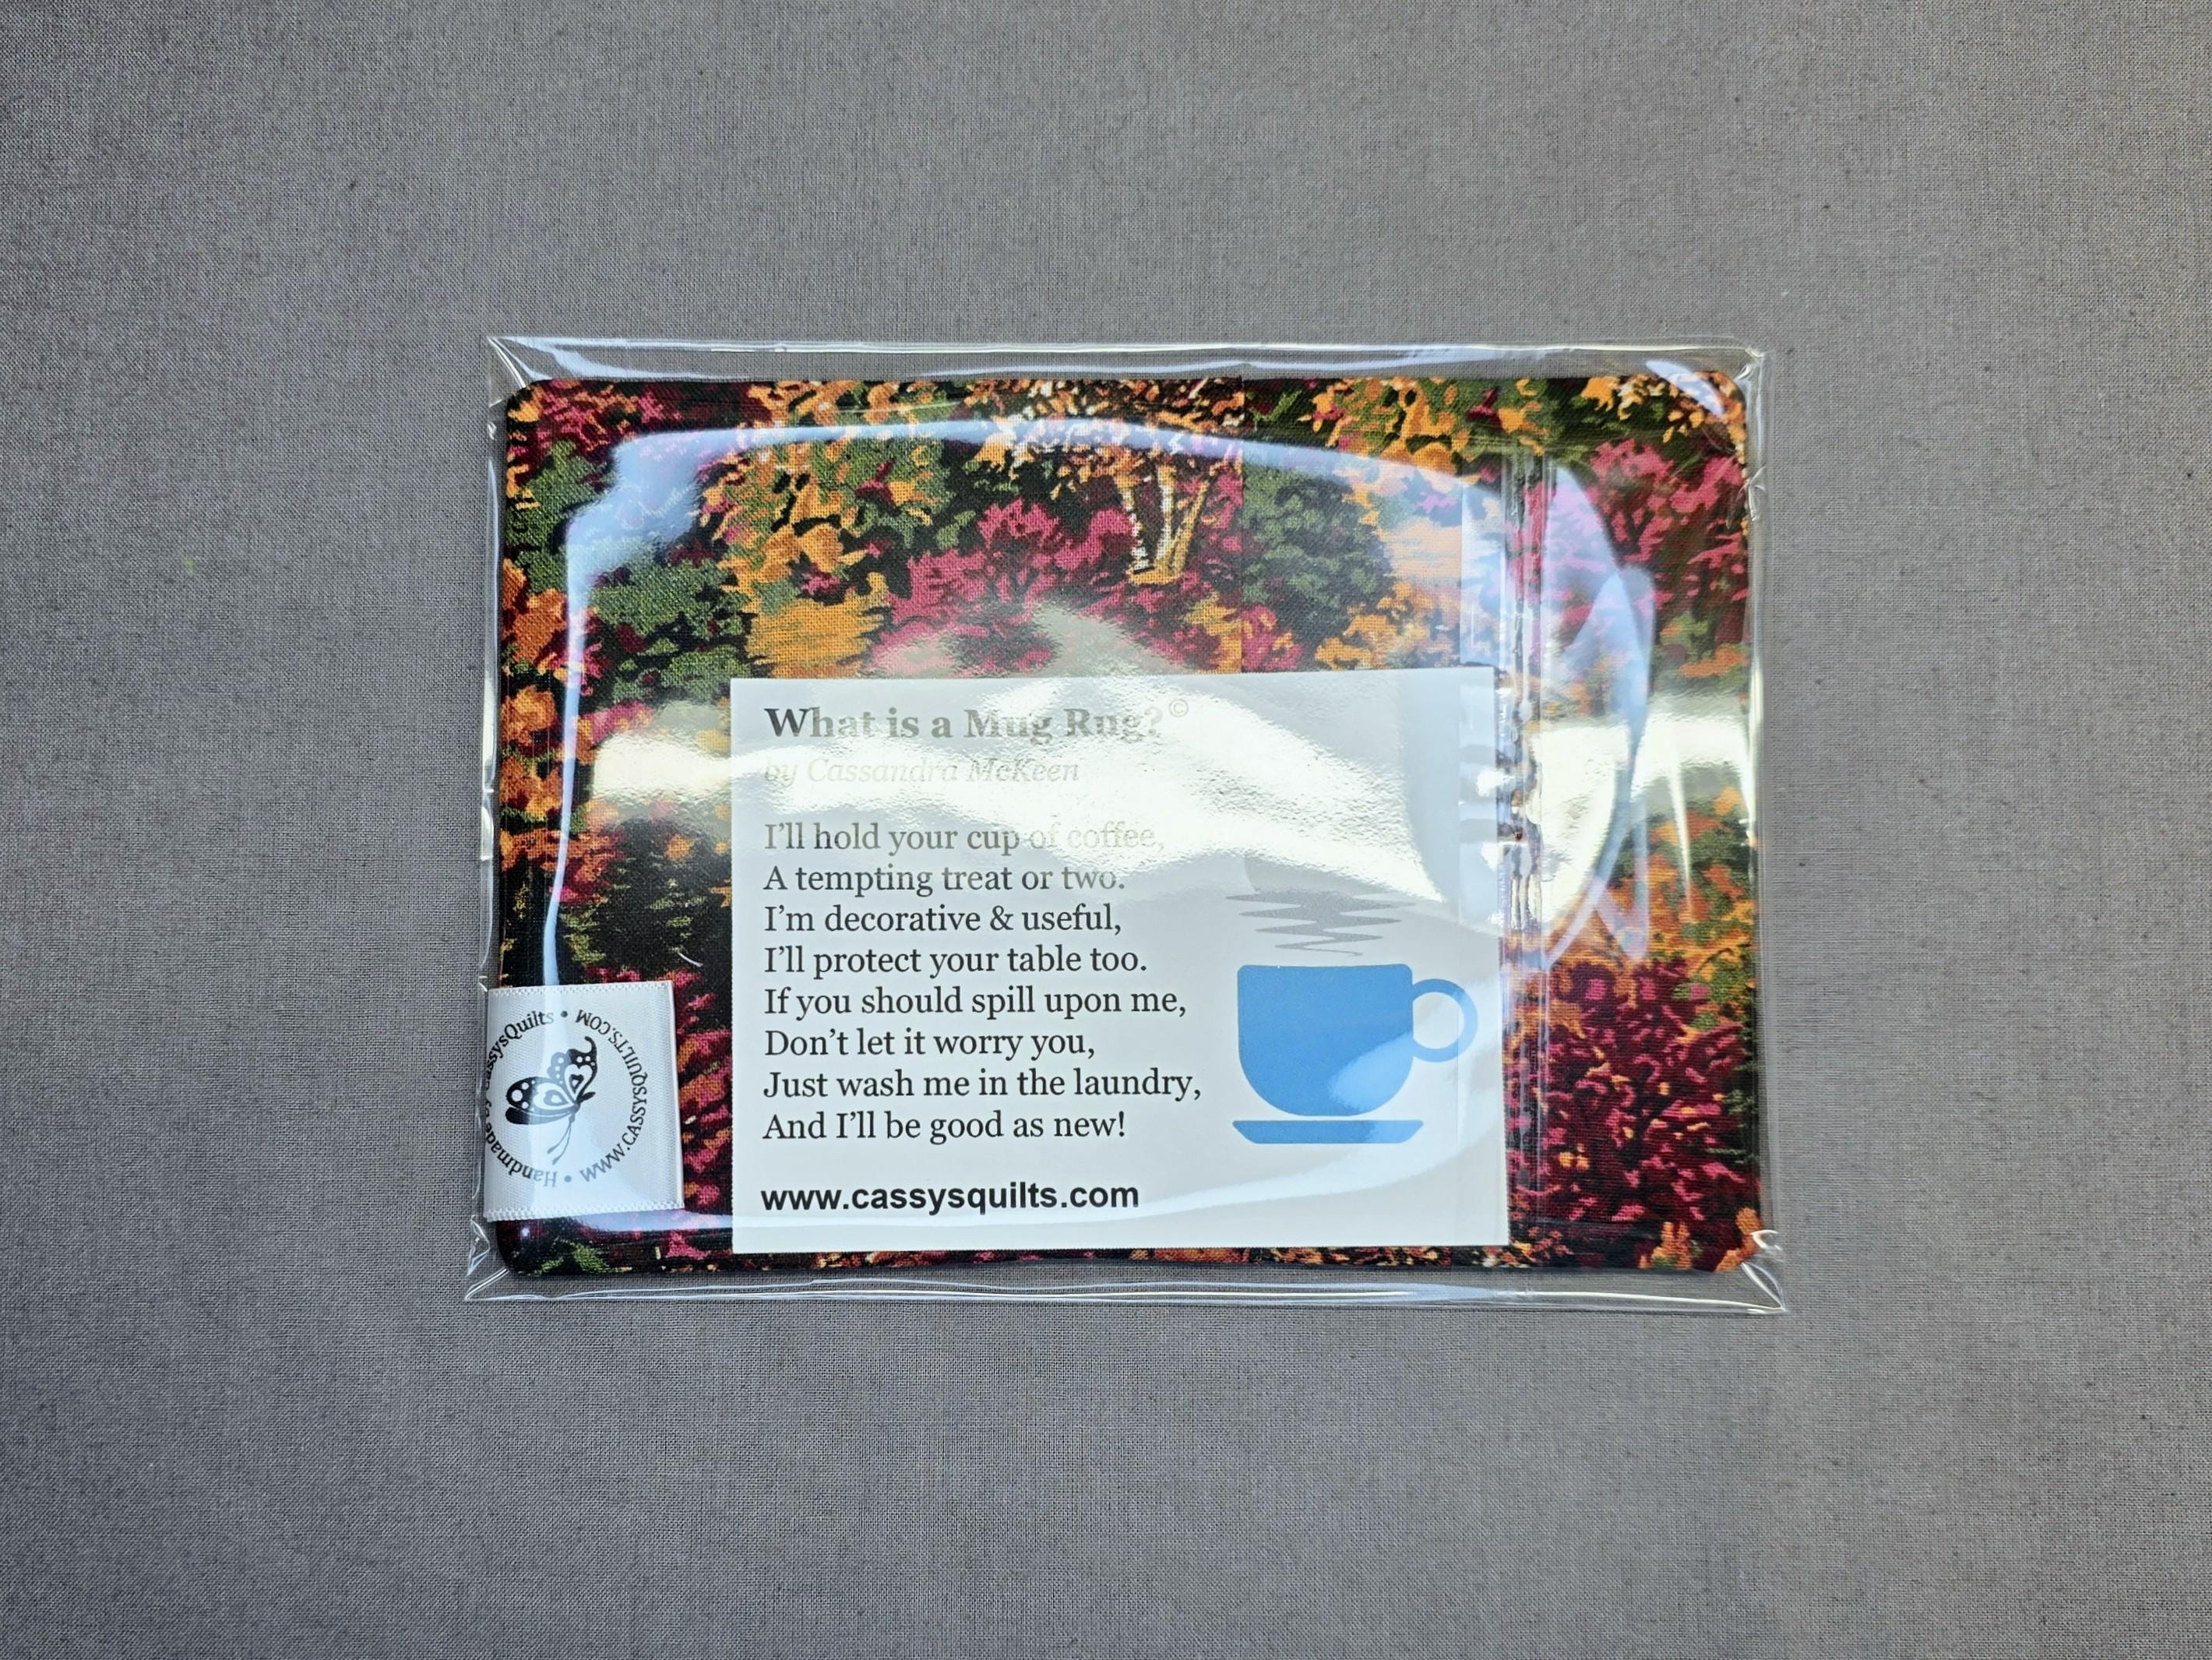 What is a Mug Rug?©
by Cassandra McKeen
I’ll hold your cup of coffee,
A tempting treat or two.
I’m decorative & useful,
I’ll protect your table too.
If you should spill upon me,
Don’t let it worry you,
Just wash me in the laundry,
And I’ll be good as new!
www.cassysquilts.com
Handmade by CassysQuilts • WWW.CASSYSQUILTS.COM •